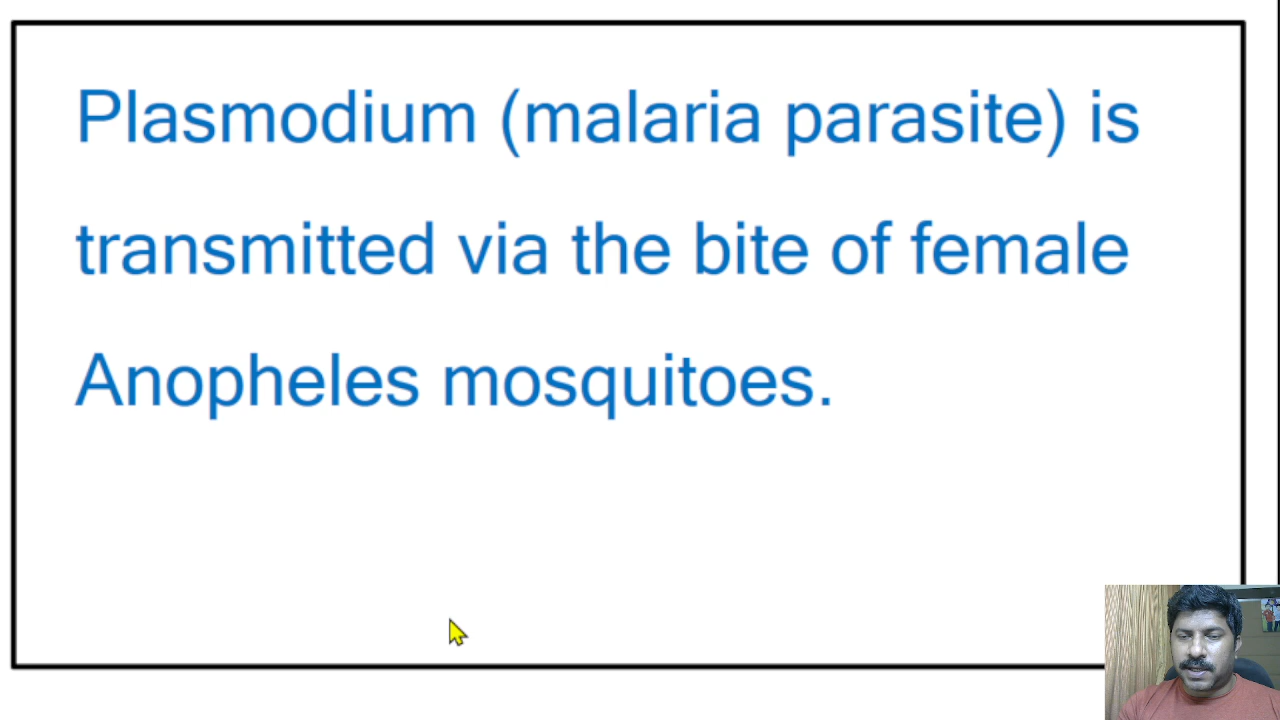 Plasmodium (malaria parasite) is
transmitted via the bite of female
Anopheles mosquitoes.